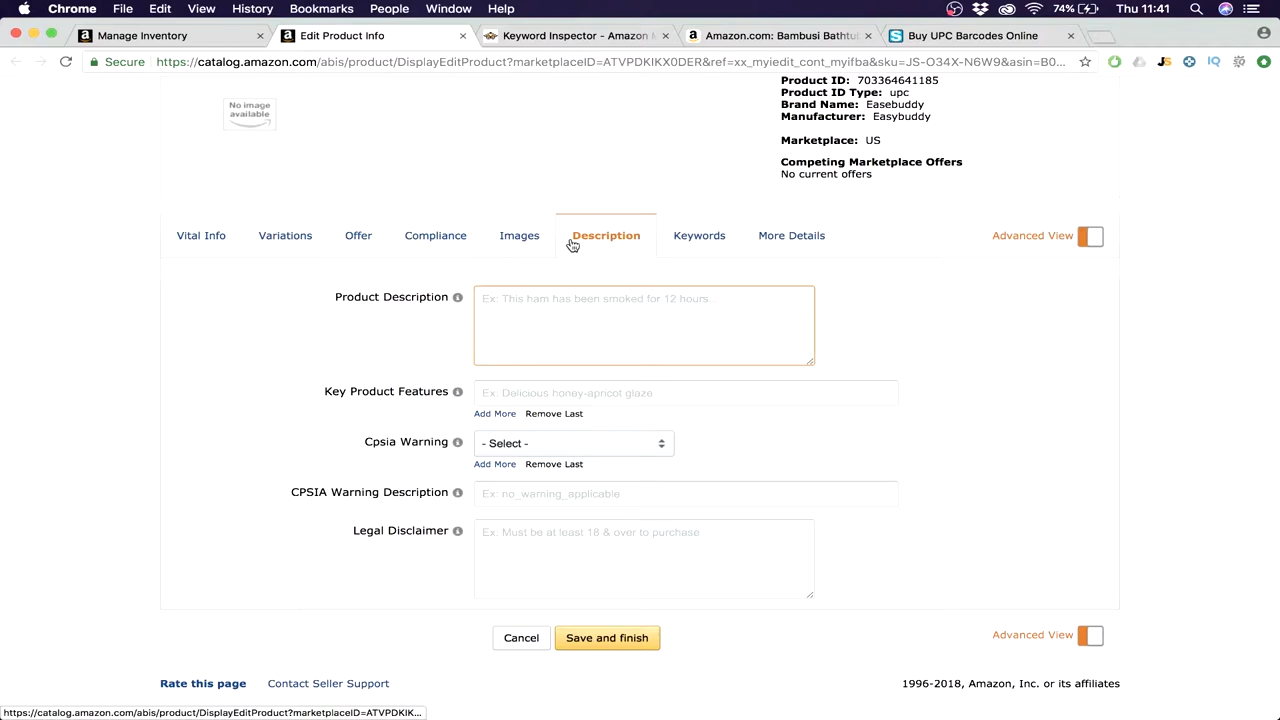 Chrome File Edit View History Bookmarks People Window Help 74% Thu 11:41
Manage Inventory Edit Product Info Keyword Inspector - Amazon M Amazon.com: Bambusi Bathtu Buy UPC Barcodes Online
Secure https://catalog.amazon.com/abis/product/DisplayEditProduct?marketplaceID=ATVPDKIKX0DER&ref=xx_myiedit_cont_myifba&sku=JS-O34X-N6W9&asin=B0... JS IQ
No image
available
Product ID: 703364641185
Product ID Type: upc
Brand Name: Easebuddy
Manufacturer: Easybuddy
Marketplace: US
Competing Marketplace Offers
No current offers
Vital Info Variations Offer Compliance Images Description Keywords More Details Advanced View
Product Description Ex: This ham has been smoked for 12 hours...
Key Product Features Ex: Delicious honey-apricot glaze
Add More Remove Last
Cpsia Warning - Select -
Add More Remove Last
CPSIA Warning Description Ex: no_warning_applicable
Legal Disclaimer Ex. Must be at least 18 & over to purchase
Cancel Save and finish Advanced View
Rate this page Contact Seller Support 1996-2018, Amazon, Inc. or its affiliates
https://catalog.amazon.com/abis/product/DisplayEditProduct?marketplaceID=ATVPDKIK...